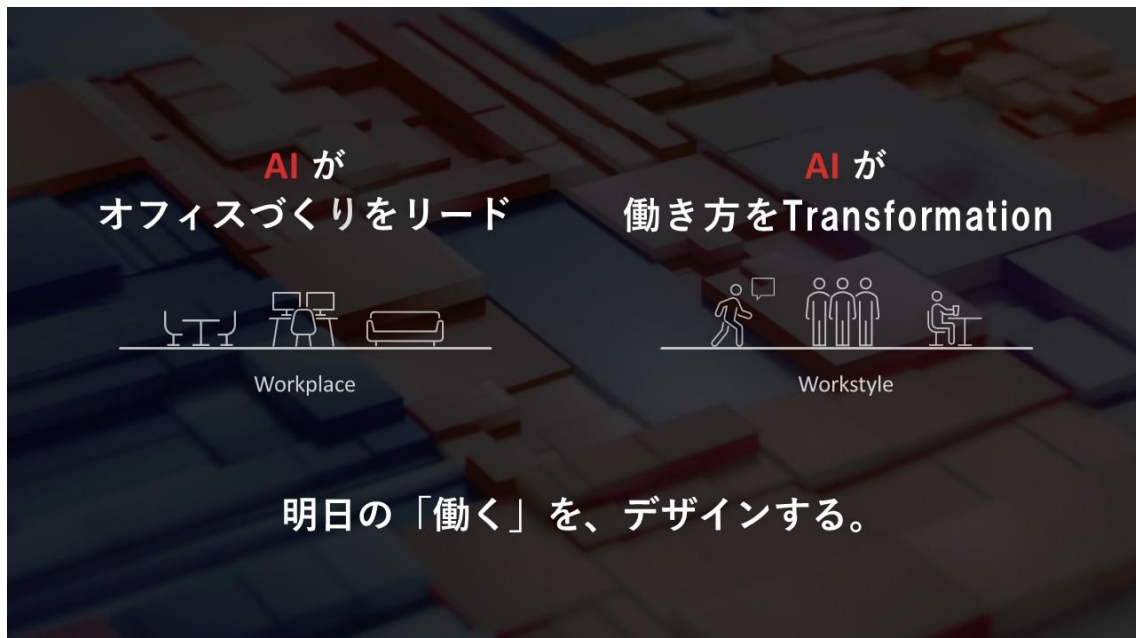 AI が
オフィスづくりをリード
Workplace
AI が
働き方をTransformation
Workstyle
明日の「働く」を、デザインする。